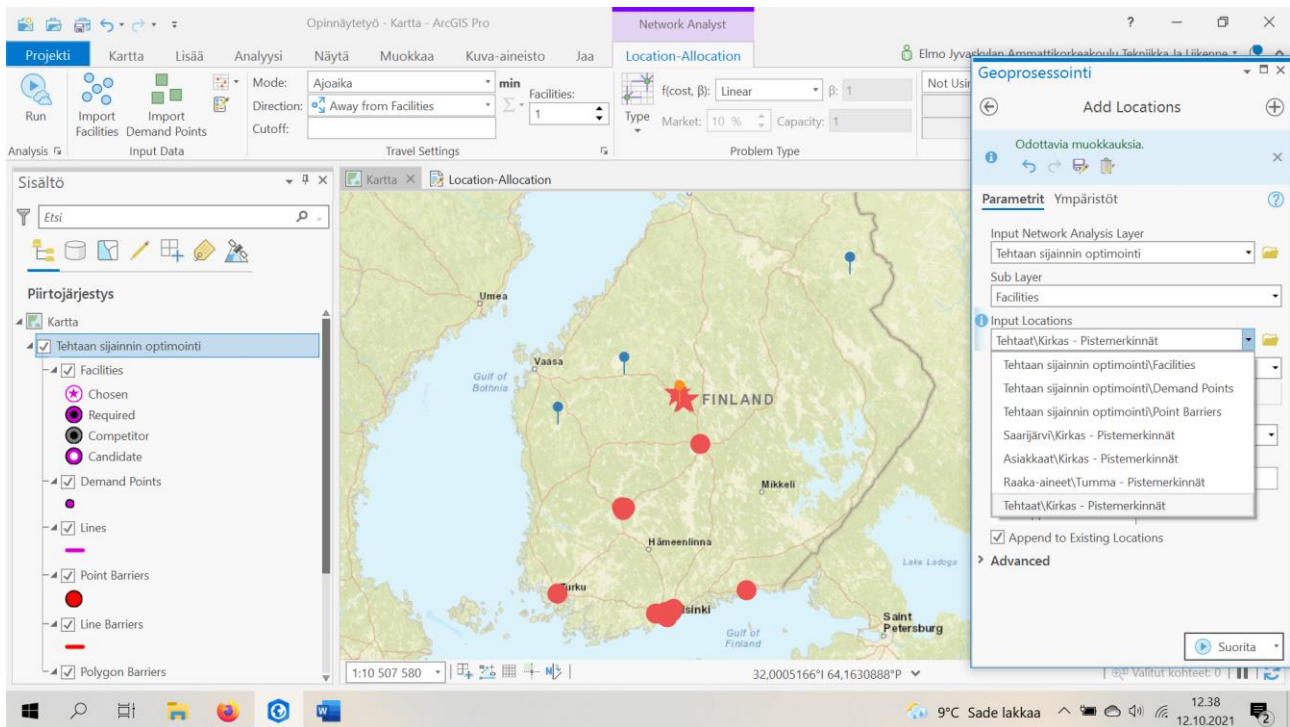 Opinnäytetyö - Kartta - ArcGIS Pro
Network Analyst
?
Projekti Kartta Lisää Analyysi Näytä Muokkaa Kuva-aineisto Jaa Location-Allocation
Elmo Jyvaskylan Ammattikorkeakoulu Tekniikka Ja Liikenne
Run
Import Facilities
Import Demand Points
Mode: Ajoaika
Direction: Away from Facilities
Cutoff:
min
Facilities:
1
Type
f(cost, β): Linear β: 1
Market: 10 % Capacity: 1
Not Usin
Analysis Input Data Travel Settings Problem Type
Sisältö
Etsi
Piirtojärjestys
Kartta
Tehtaan sijainnin optimointi
Facilities
Chosen
Required
Competitor
Candidate
Demand Points
Lines
Point Barriers
Line Barriers
Polygon Barriers
Kartta Location-Allocation
Umea
Vaasa
Gulf of
Bothnia
FINLAND
Mikkeli
Hämeenlinna
Lake Ladoga
Turku
lsinki
Gulf of
Finland
Saint
Petersburg
1:10 507 580
32,0005166°I 64,1630888°P
Valitut kohteet: 0
Geoprosessointi
Add Locations
Odottavia muokkauksia.
Parametrit Ympäristöt
Input Network Analysis Layer
Tehtaan sijainnin optimointi
Sub Layer
Facilities
Input Locations
Tehtaat\Kirkas - Pistemerkinnät
Tehtaan sijainnin optimointi\Facilities
Tehtaan sijainnin optimointi\Demand Points
Tehtaan sijainnin optimointi\Point Barriers
Saarijärvi\Kirkas - Pistemerkinnät
Asiakkaat\Kirkas - Pistemerkinnät
Raaka-aineet\Tumma - Pistemerkinnät
Tehtaat\Kirkas - Pistemerkinnät
Append to Existing Locations
Advanced
Suorita
9°C Sade lakkaa
12.38
12.10.2021
2